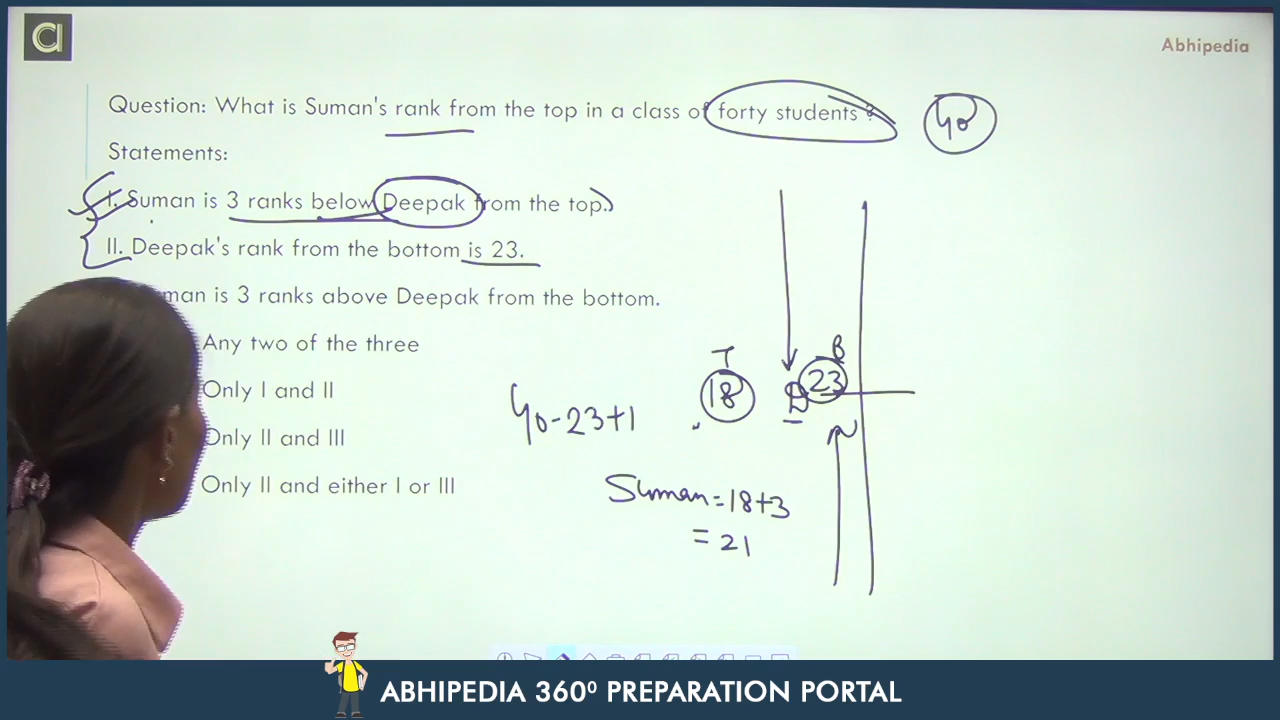 Abhipedia
Question: What is Suman's rank from the top in a class of forty students ?
40
Statements:
I. Suman is 3 ranks below Deepak from the top.
II. Deepak's rank from the bottom is 23.
is 3 ranks above Deepak from the bottom.
Any two of the three
Only I and II
Only II and III
Only II and either I or III
T
B
18
D
23
40-23+1
Suman = 18+3
= 21
ABHIPEDIA 360⁰ PREPARATION PORTAL